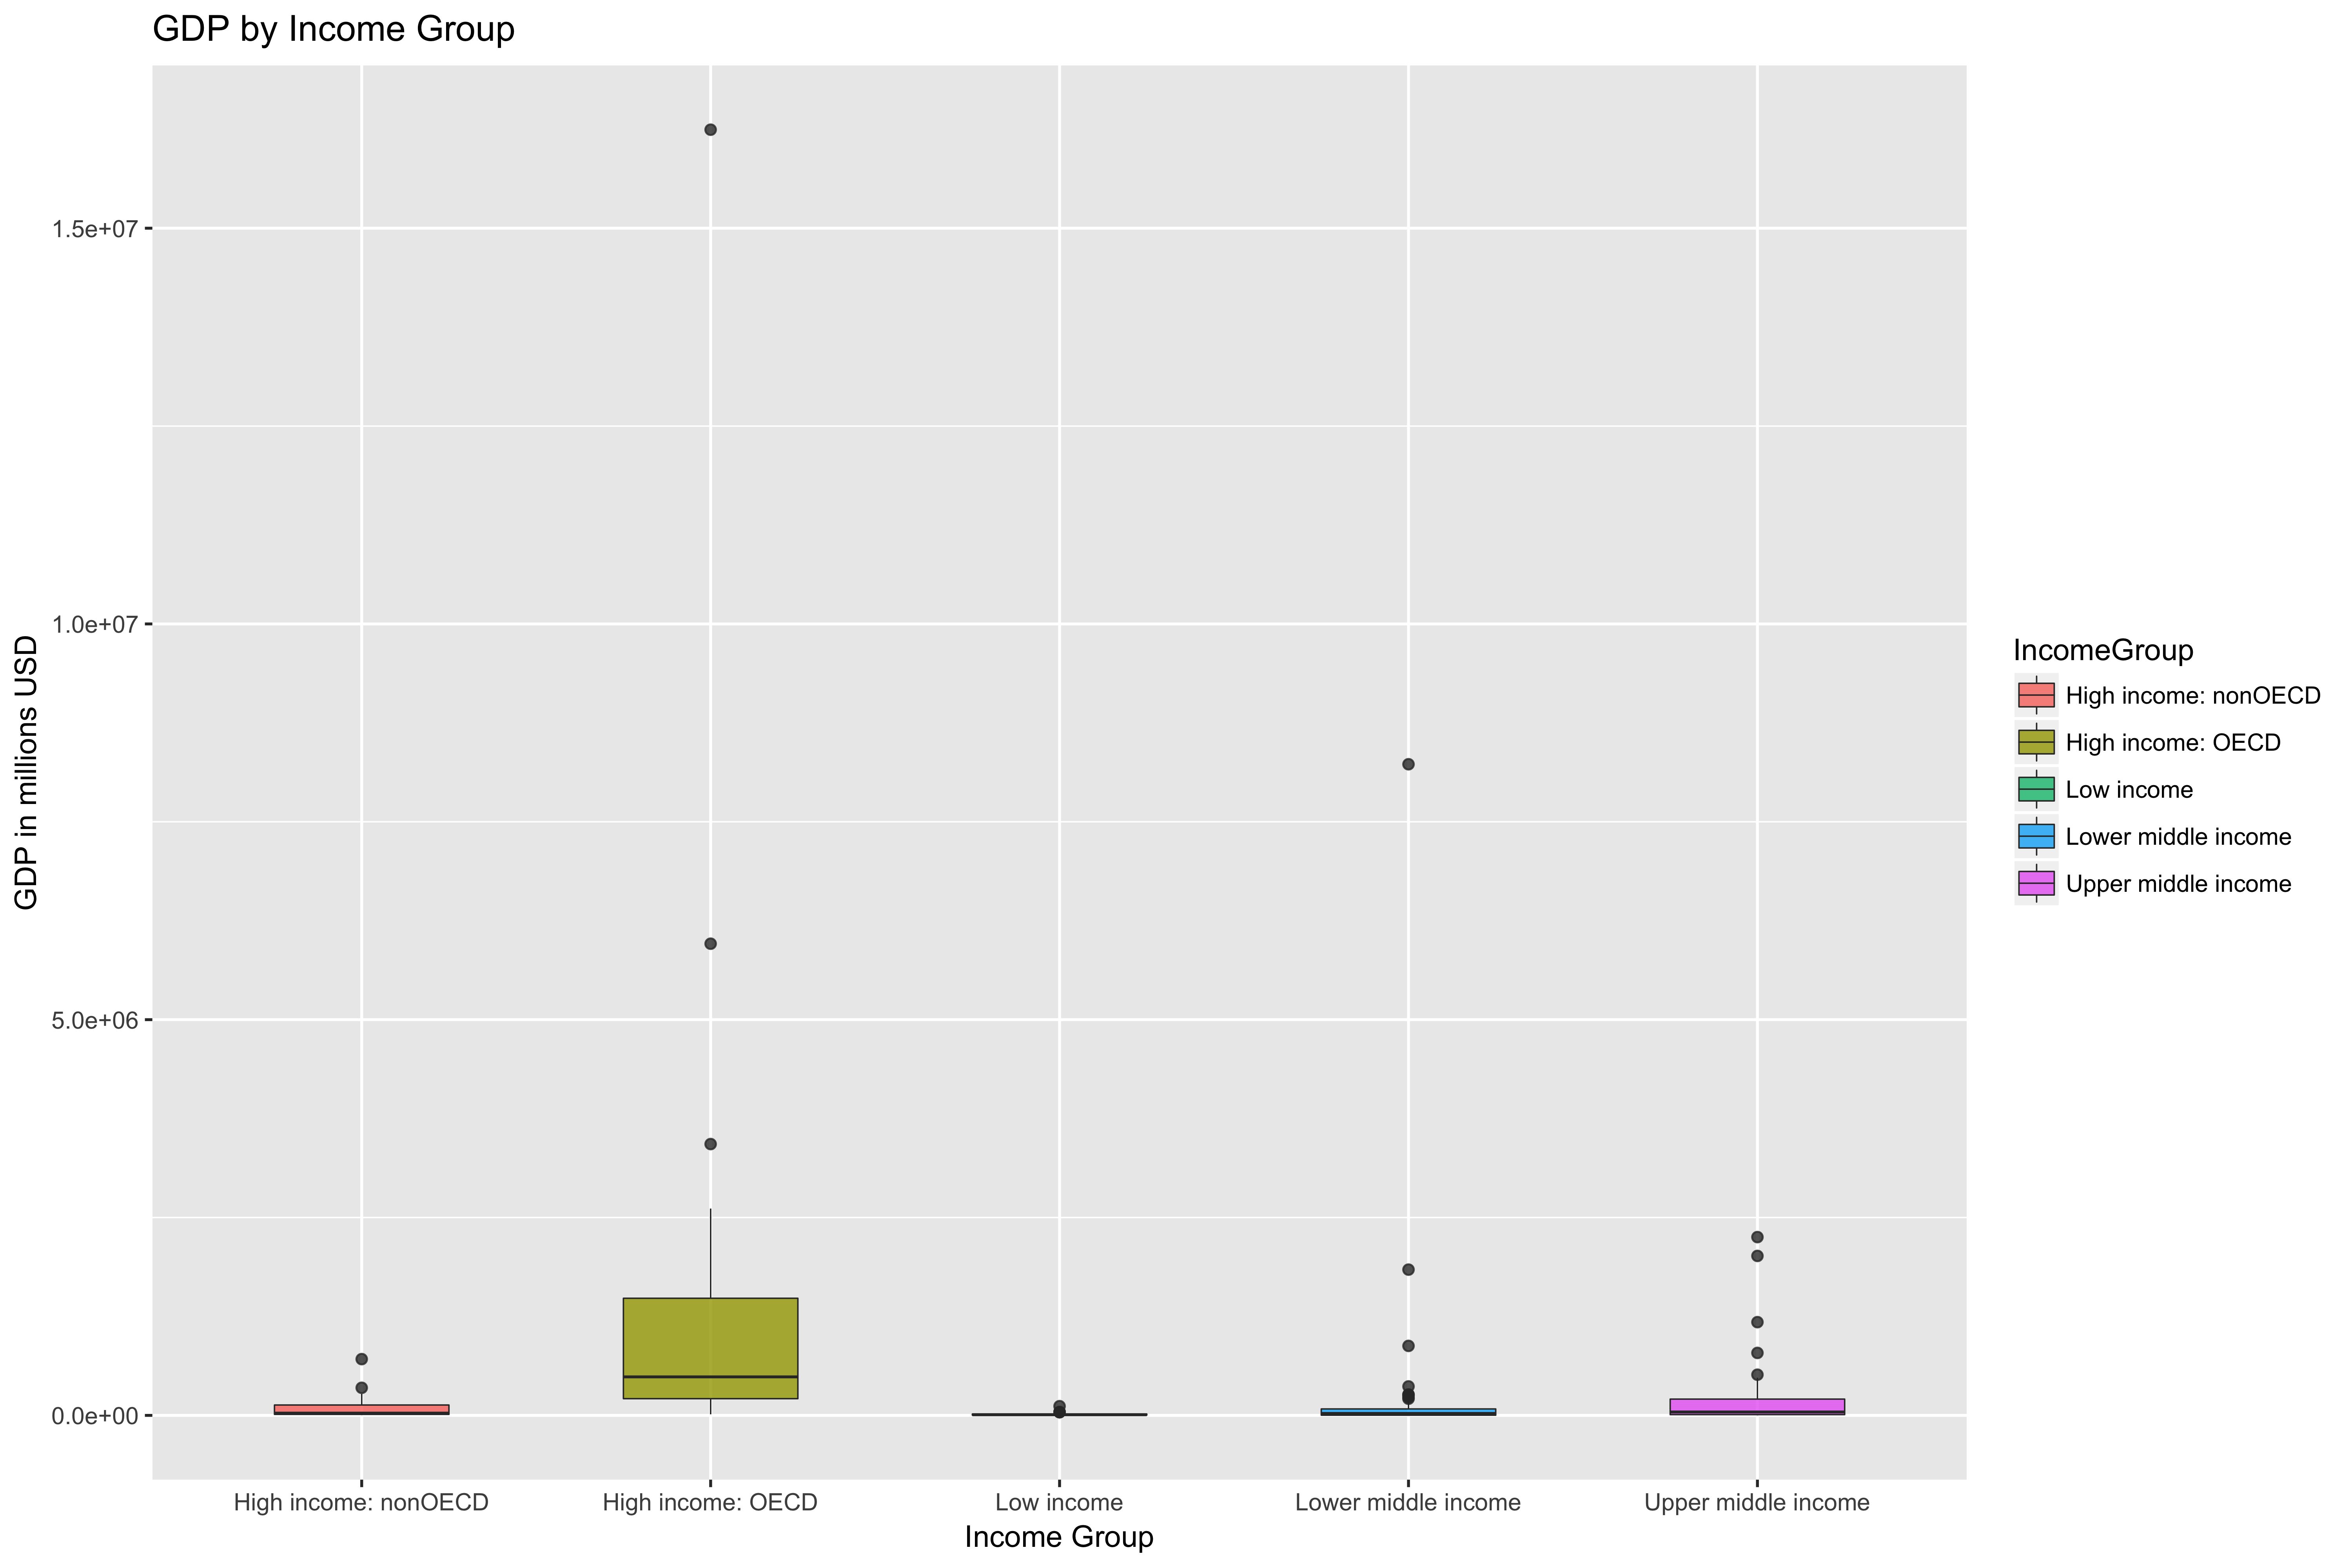 GDP by Income Group
1.5e+07
1.0e+07
5.0e+06
0.0e+00
GDP in millions USD
High income: nonOECD
High income: OECD
Low income
Lower middle income
Upper middle income
Income Group
IncomeGroup
High income: nonOECD
High income: OECD
Low income
Lower middle income
Upper middle income